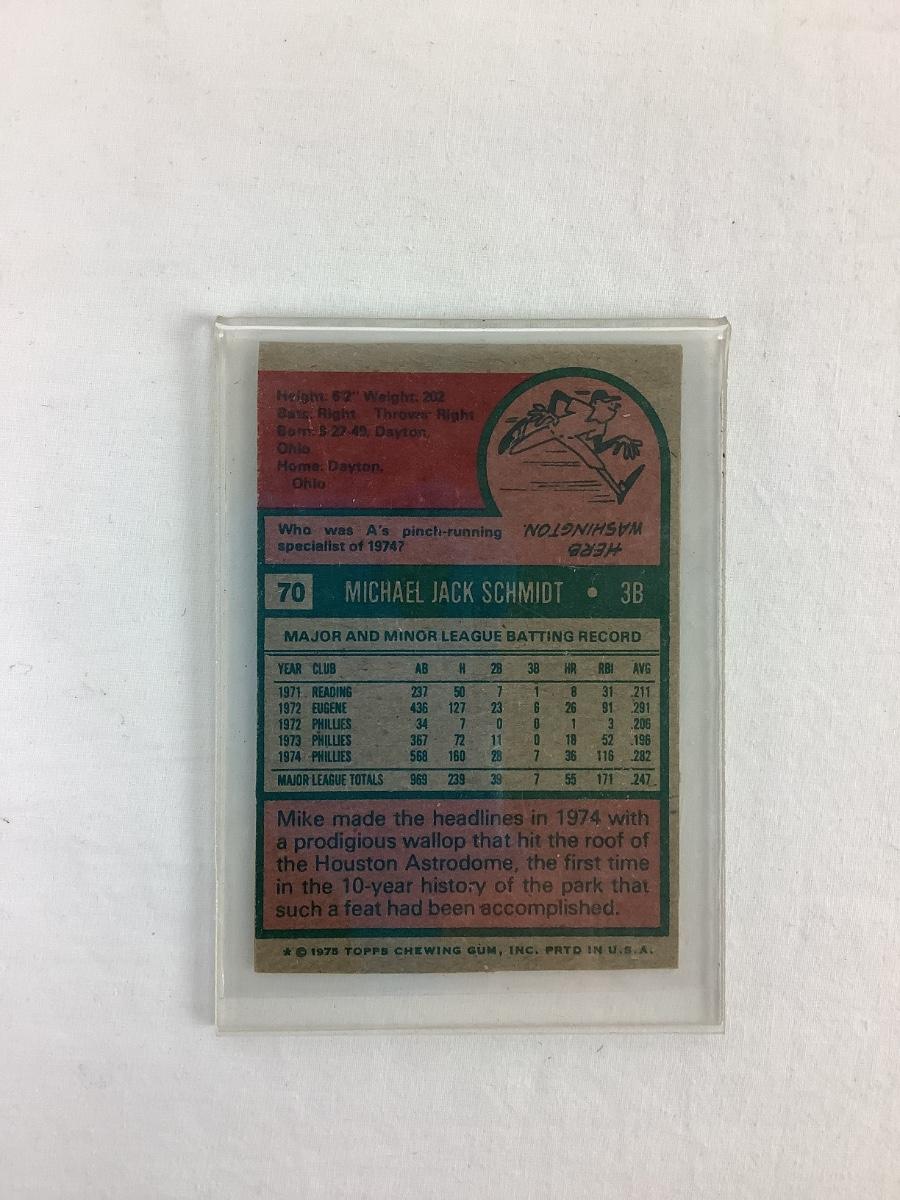 Height: 6'2" Weight: 202
Bats: Right Throws: Right
Born: 9-27-49, Dayton,
Ohio
Home: Dayton,
Ohio
Who was A's pinch-running
specialist of 1974?
HERB
WASHINGTON.
70 MICHAEL JACK SCHMIDT • 3B
MAJOR AND MINOR LEAGUE BATTING RECORD
YEAR CLUB AB H 2B 3B HR RBI AVG
1971 READING 237 50 7 1 8 31 .211
1972 EUGENE 436 127 23 6 26 91 .291
1972 PHILLIES 34 7 0 0 1 3 .206
1973 PHILLIES 367 72 11 0 18 52 .196
1974 PHILLIES 568 160 28 7 36 116 .282
MAJOR LEAGUE TOTALS 969 239 39 7 55 171 .247
Mike made the headlines in 1974 with
a prodigious wallop that hit the roof of
the Houston Astrodome, the first time
in the 10-year history of the park that
such a feat had been accomplished.
* © 1975 TOPPS CHEWING GUM, INC. PRTD IN U.S.A.